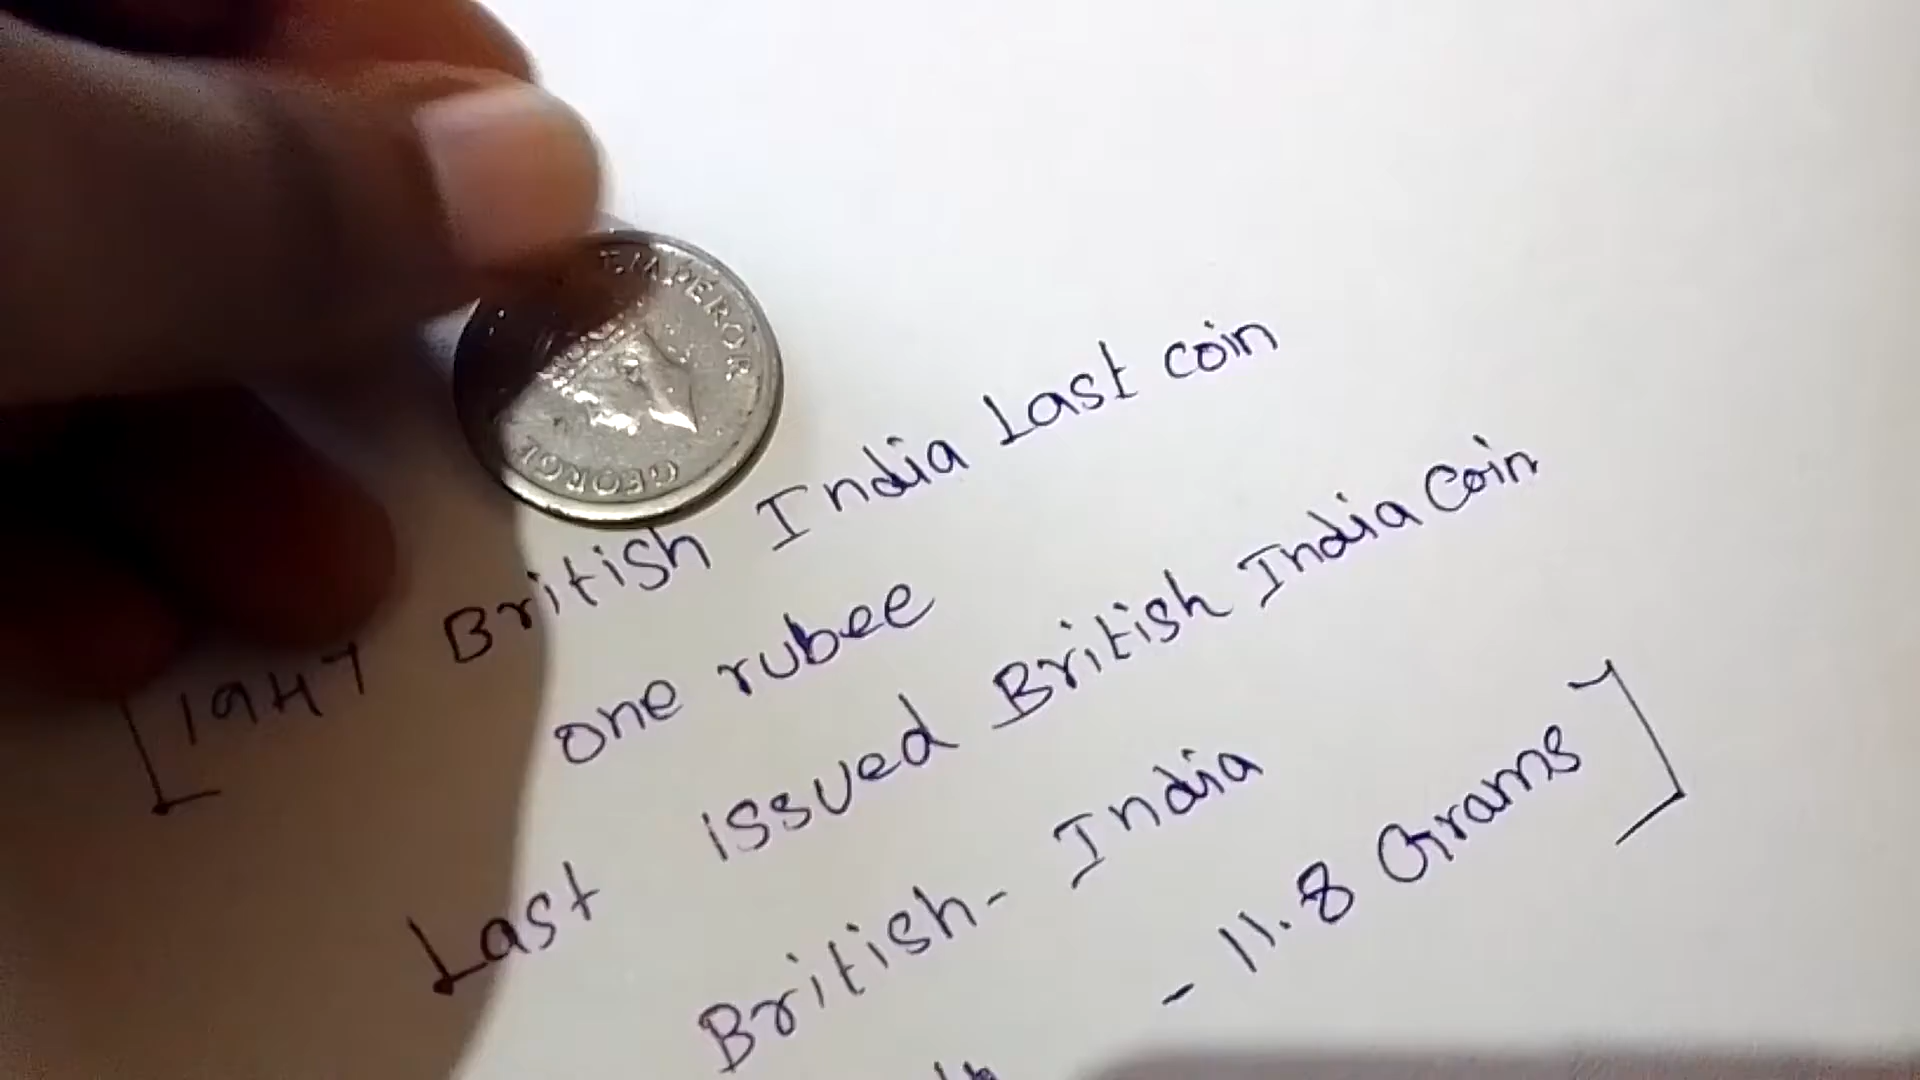 EMPEROR
GEORGE
[1947 British India Last coin
one rubee
Last issued British India Coin
British- India
- 11.8 Grams]